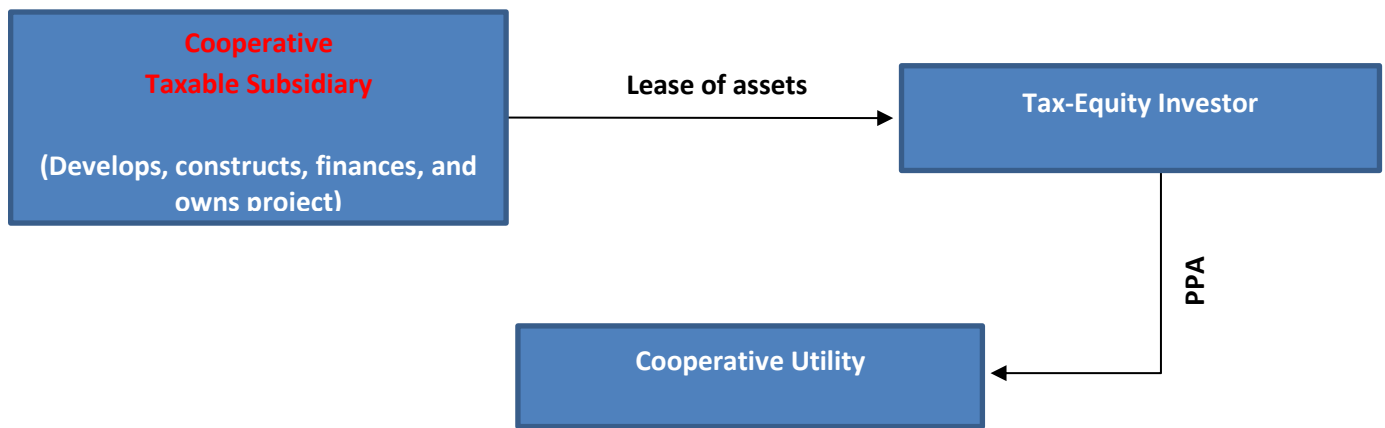 Cooperative
Taxable Subsidiary
(Develops, constructs, finances, and
owns project)
Lease of assets
Tax-Equity Investor
PPA
Cooperative Utility